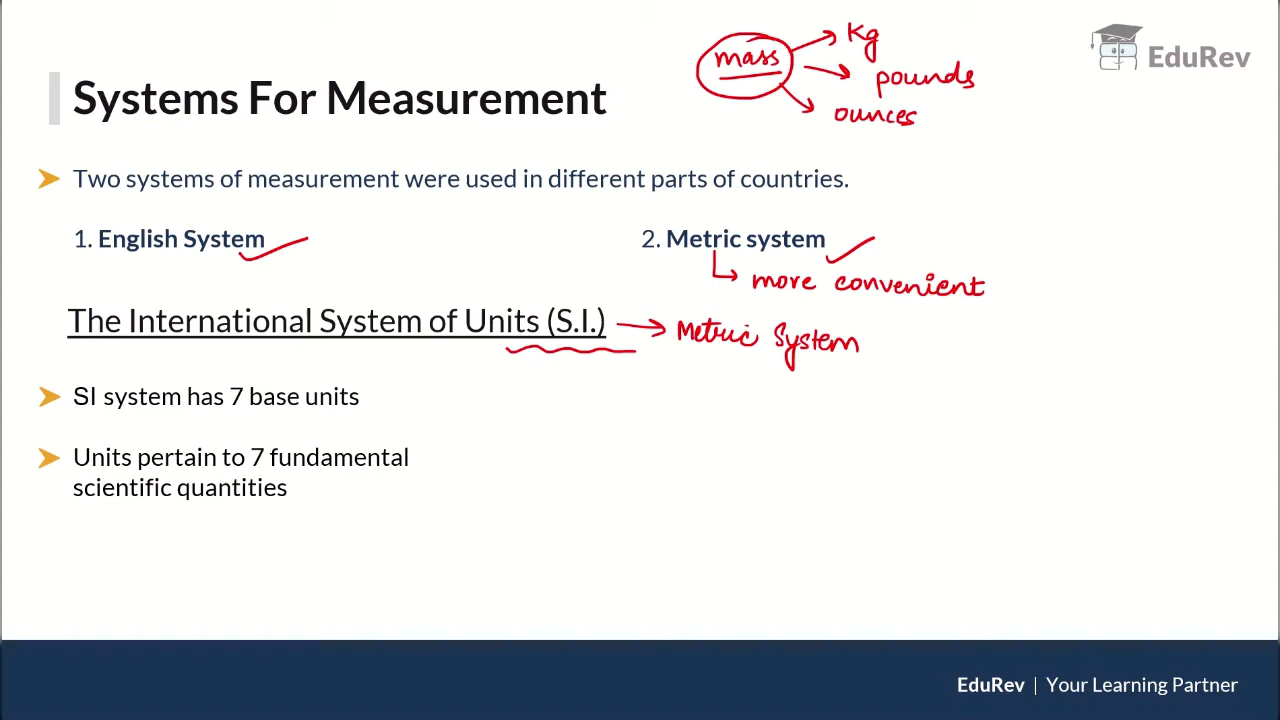 mass
Kg
pounds
ounces
EduRev
Systems For Measurement
➤ Two systems of measurement were used in different parts of countries.
1. English System
2. Metric system
more convenient
The International System of Units (S.I.)
Metric System
➤ SI system has 7 base units
➤ Units pertain to 7 fundamental
scientific quantities
EduRev | Your Learning Partner